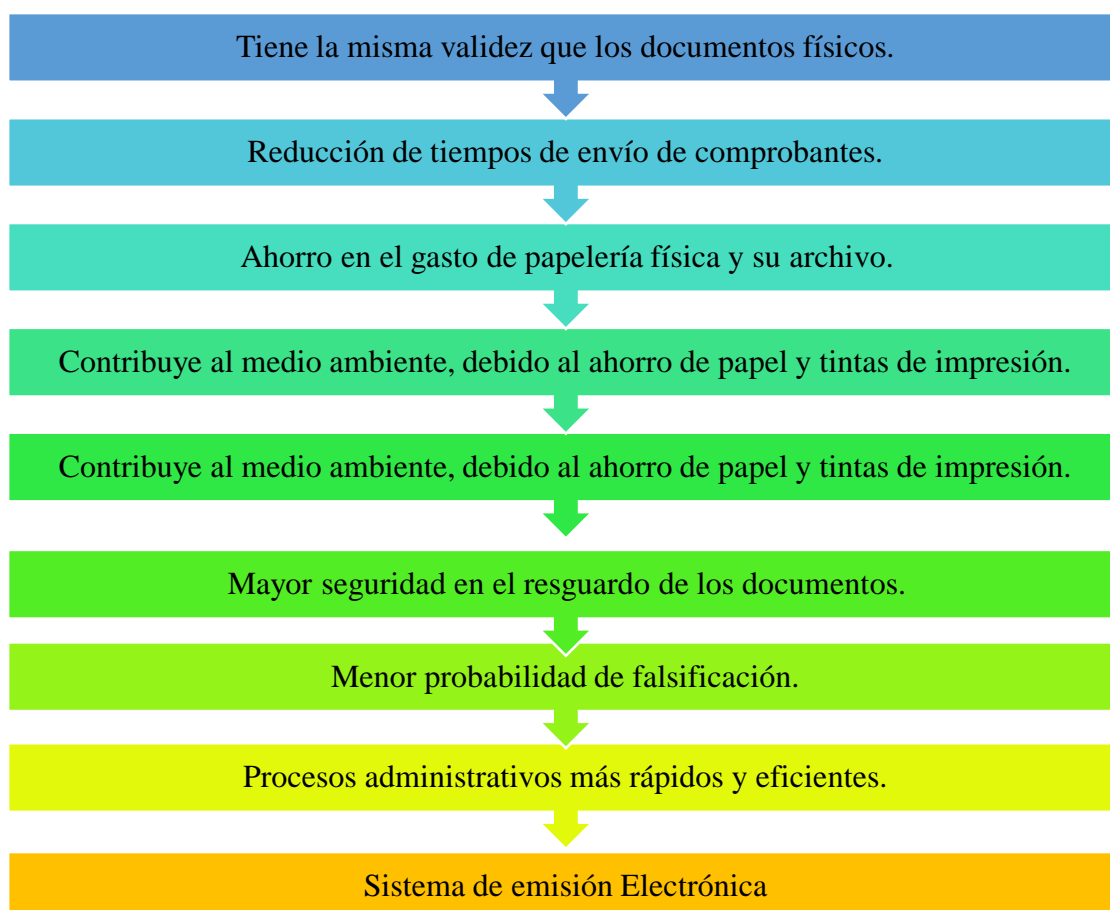 Tiene la misma validez que los documentos físicos.
Reducción de tiempos de envío de comprobantes.
Ahorro en el gasto de papelería física y su archivo.
Contribuye al medio ambiente, debido al ahorro de papel y tintas de impresión.
Contribuye al medio ambiente, debido al ahorro de papel y tintas de impresión.
Mayor seguridad en el resguardo de los documentos.
Menor probabilidad de falsificación.
Procesos administrativos más rápidos y eficientes.
Sistema de emisión Electrónica